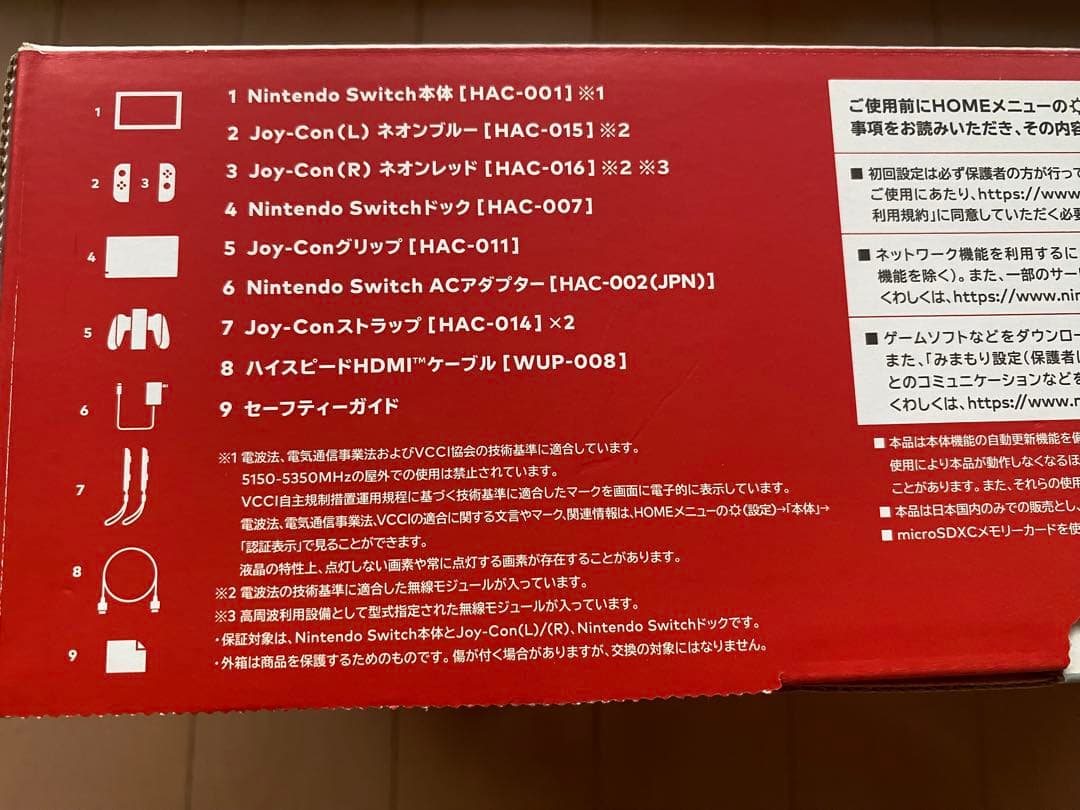 1 Nintendo Switch本体[HAC-001]※1
2 Joy-Con(L) ネオンブルー[HAC-015]※2
3 Joy-Con(R) ネオンレッド[HAC-016]※2 ※3
4 Nintendo Switchドック[HAC-007]
5 Joy-Conグリップ[HAC-011]
6 Nintendo Switch ACアダプター[HAC-002(JPN)]
7 Joy-Conストラップ[HAC-014]×2
8 ハイスピードHDMI™ケーブル[WUP-008]
9 セーフティーガイド
1
2 3
4
5
6
7
8
9
※1 電波法、電気通信事業法およびVCCI協会の技術基準に適合しています。
5150-5350MHzの屋外での使用は禁止されています。
VCCI自主規制措置運用規程に基づく技術基準に適合したマークを画面に電子的に表示しています。
電波法、電気通信事業法、VCCIの適合に関する文言やマーク、関連情報は、HOMEメニューの(設定)→「本体」→
「認証表示」で見ることができます。
液晶の特性上、点灯しない画素や常に点灯する画素が存在することがあります。
※2 電波法の技術基準に適合した無線モジュールが入っています。
※3 高周波利用設備として型式指定された無線モジュールが入っています。
・保証対象は、Nintendo Switch本体とJoy-Con(L)/(R)、Nintendo Switchドックです。
・外箱は商品を保護するためのものです。傷が付く場合がありますが、交換の対象にはなりません。
ご使用前にHOMEメニューの
事項をお読みいただき、その内容
■ 初回設定は必ず保護者の方が行って
ご使用にあたり、https://www
利用規約」に同意していただく必
■ ネットワーク機能を利用するに
機能を除く)。また、一部のサー
くわしくは、https://www.nin
■ ゲームソフトなどをダウンロー
また、「みまもり設定(保護者に
とのコミュニケーションなどを
くわしくは、https://www.n
■ 本品は本体機能の自動更新機能を備
使用により本品が動作しなくなるほ
ことがあります。また、それらの使用
■ 本品は日本国内のみでの販売とし、
■ microSDXCメモリーカードを使